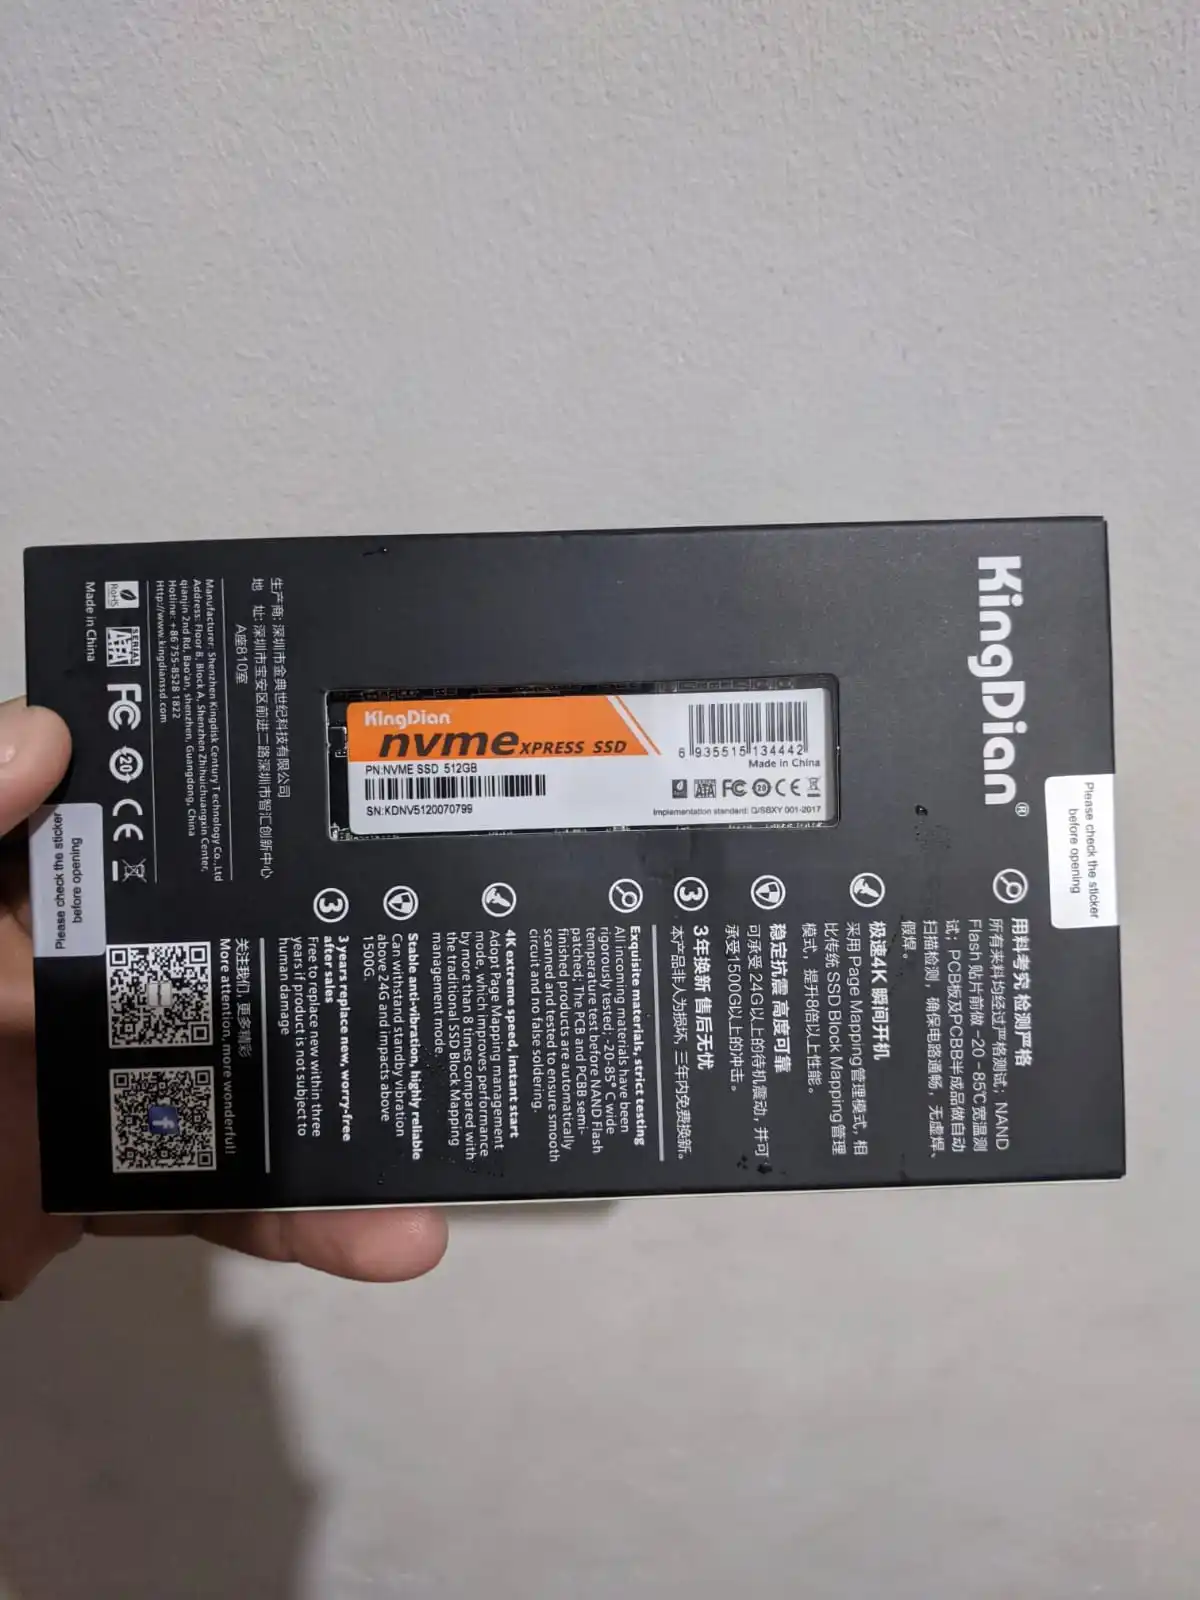 KingDian®
用料考究 检测严格
所有来料均经过严格测试；NAND
Flash 贴片前做 -20 - 85℃宽温测
试；PCB板及PCBB半成品做自动
扫描检测，确保电路通畅，无虚焊、
假焊。
极速4K 瞬间开机
采用 Page Mapping管理模式，相
比传统 SSD Block Mapping管理
模式，提升8倍以上性能。
稳定抗震 高度可靠
可承受 24G以上的待机震动，并可
承受1500G以上的冲击。
3
3年换新 售后无忧
本产品非人为损坏，三年内免费换新。
Exquisite materials, strict testing
All incoming materials have been
rigorously tested; -20-85° C wide
temperature test before NAND Flash
patched; The PCB and PCBB semi-
finished products are automatically
scanned and tested to ensure smooth
circuit and no false soldering.
4K extreme speed, instant start
Adopt Page Mapping management
mode, which improves performance
by more than 8 times compared with
the traditional SSD Block Mapping
management mode.
Stable anti-vibration, highly reliable
Can withstand standby vibration
above 24G and impacts above
1500G.
3
3 years replace new, worry-free
after sales
Free to replace new within three
years if product is not subject to
human damage
KingDian
nvme XPRESS SSD
PN:NVME SSD 512GB
SN:KDNV5120070799
6 935515 134442
Made in China
SERIAL ATA FC 20 CE
Implementation standard: Q/SBXY 001-2017
生产商: 深圳市金典世纪科技有限公司
地 址: 深圳市宝安区前进二路深圳市智汇创新中心
A座810室
Manufacturer: Shenzhen Kingdisk Century Technology Co.,Ltd
Address: Floor 8, Block A, Shenzhen Zhihuichuangxin Center,
qianjin 2nd Rd, Bao'an, shenzhen, Guangdong, China
Hotline: +86 755-8528 1822
Http://www.kingdianssd.com
RoHS SERIAL ATA FC 20 CE
Made in China
关注我们, 更多精彩
More attention, more wonderful!
f
Please check the sticker
before opening
Please check the sticker
before opening